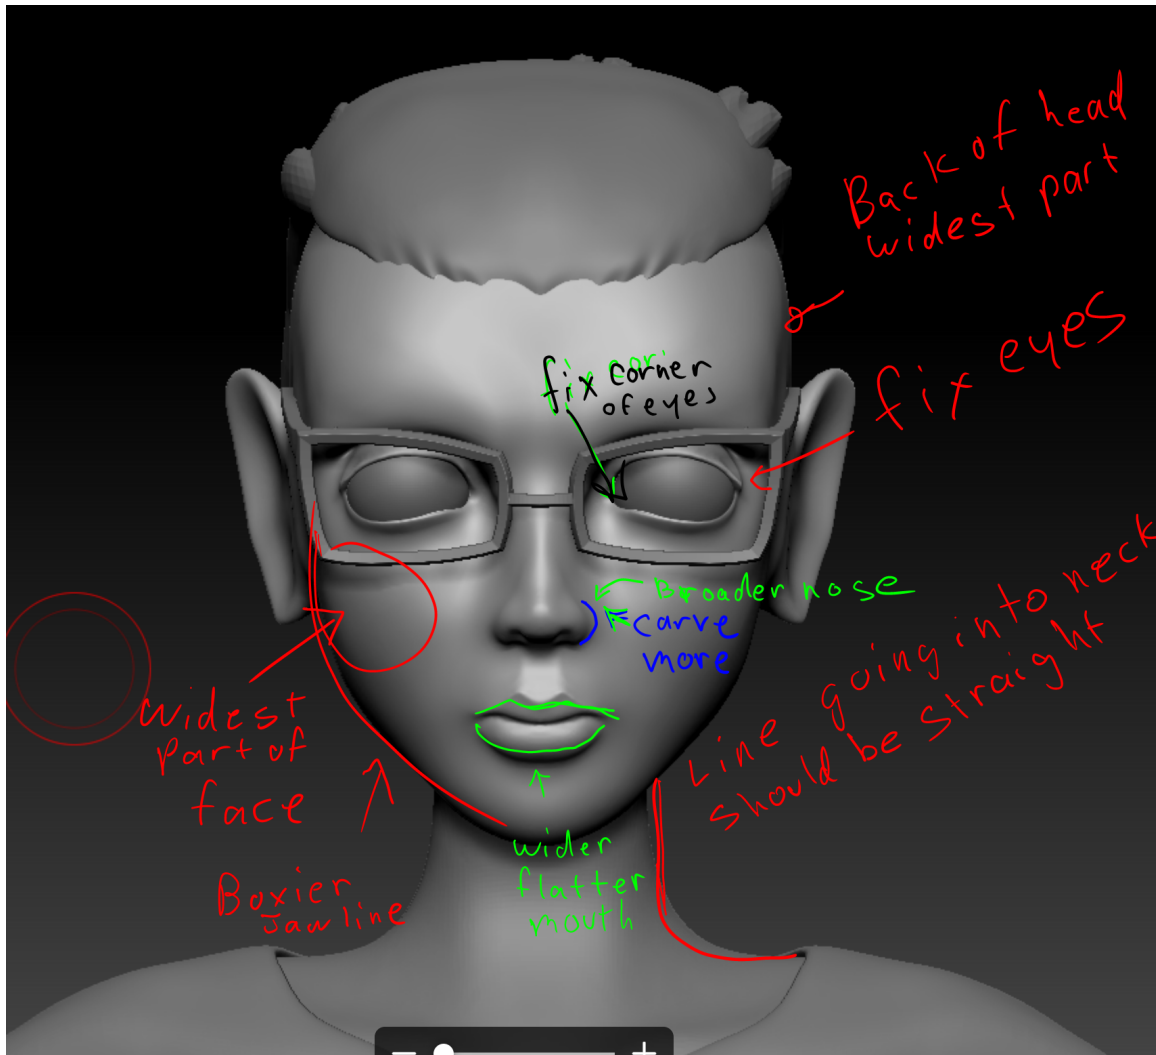 Back of head
widest part
fix eyes
fix corner
of eyes
Broader nose
carve
more
Line going into neck
should be straight
widest
part of
face
Boxier
Jawline
wider
flatter
mouth